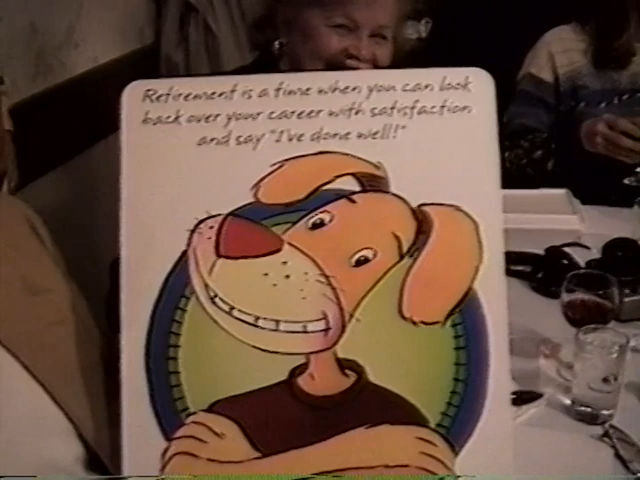 Retirement is a time when you can look
back over your career with satisfaction
and say "I've done well!"